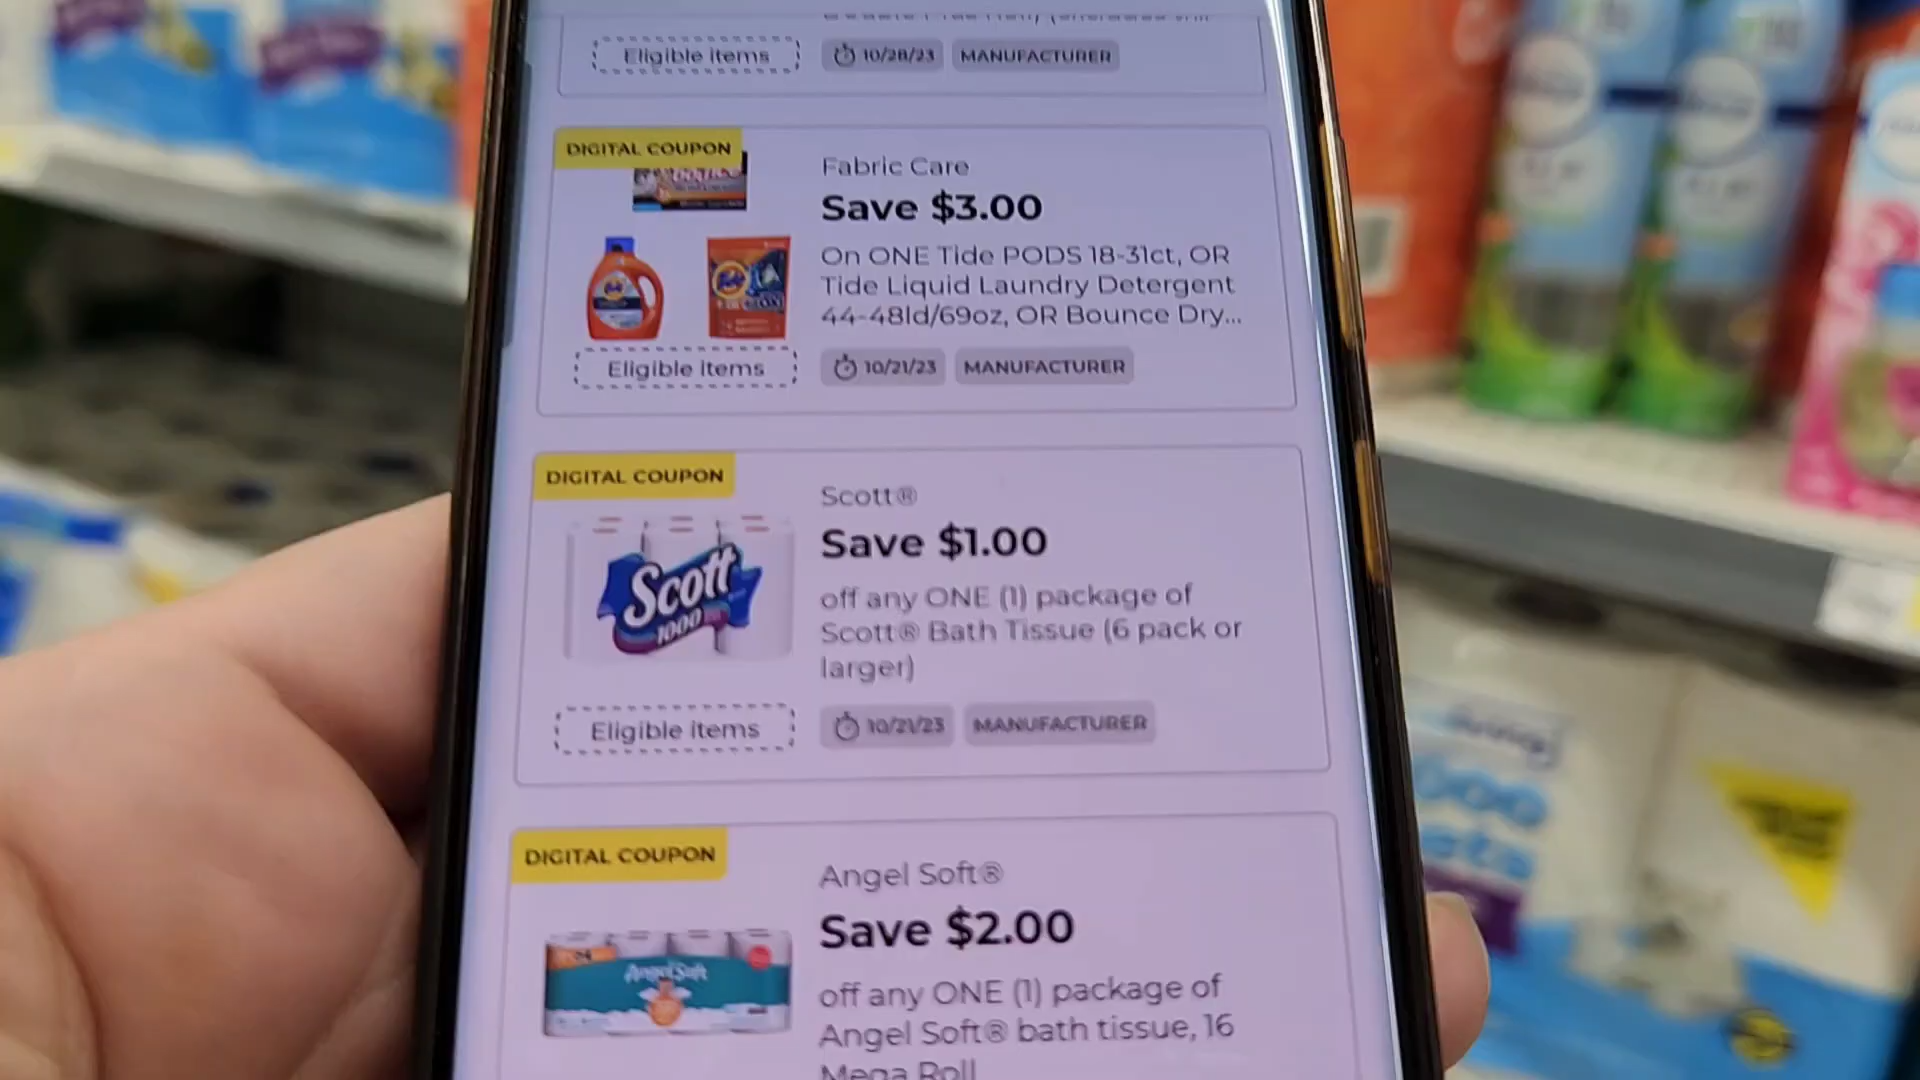 Eligible items
10/28/23
MANUFACTURER
DIGITAL COUPON
Fabric Care
Save $3.00
On ONE Tide PODS 18-31ct, OR
Tide Liquid Laundry Detergent
44-48ld/69oz, OR Bounce Dry...
Eligible items
10/21/23
MANUFACTURER
DIGITAL COUPON
Scott®
Save $1.00
off any ONE (1) package of
Scott® Bath Tissue (6 pack or
larger)
Scott
1000
Eligible items
10/21/23
MANUFACTURER
DIGITAL COUPON
Angel Soft®
Save $2.00
off any ONE (1) package of
Angel Soft® bath tissue, 16
Mega Roll
Angel Soft